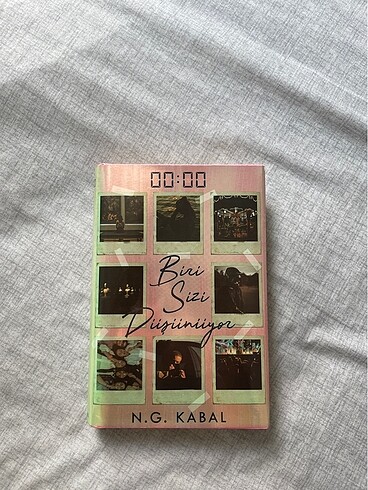 00:00
Biri
Sizi
Düşünüyor
N.G. KABAL